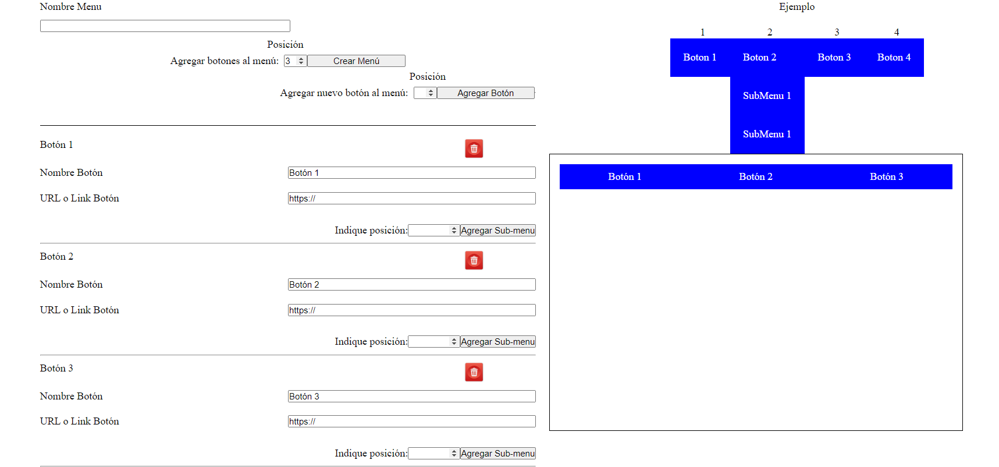 Nombre Menu
Posición
Agregar botones al menú: 3 Crear Menú
Posición
Agregar nuevo botón al menú: Agregar Botón
Botón 1
Nombre Botón Botón 1
URL o Link Botón https://
Indique posición: Agregar Sub-menu
Botón 2
Nombre Botón Botón 2
URL o Link Botón https://
Indique posición: Agregar Sub-menu
Botón 3
Nombre Botón Botón 3
URL o Link Botón https://
Indique posición: Agregar Sub-menu
Ejemplo
1 2 3 4
Boton 1 Boton 2 Boton 3 Boton 4
SubMenu 1
SubMenu 1
Botón 1 Botón 2 Botón 3